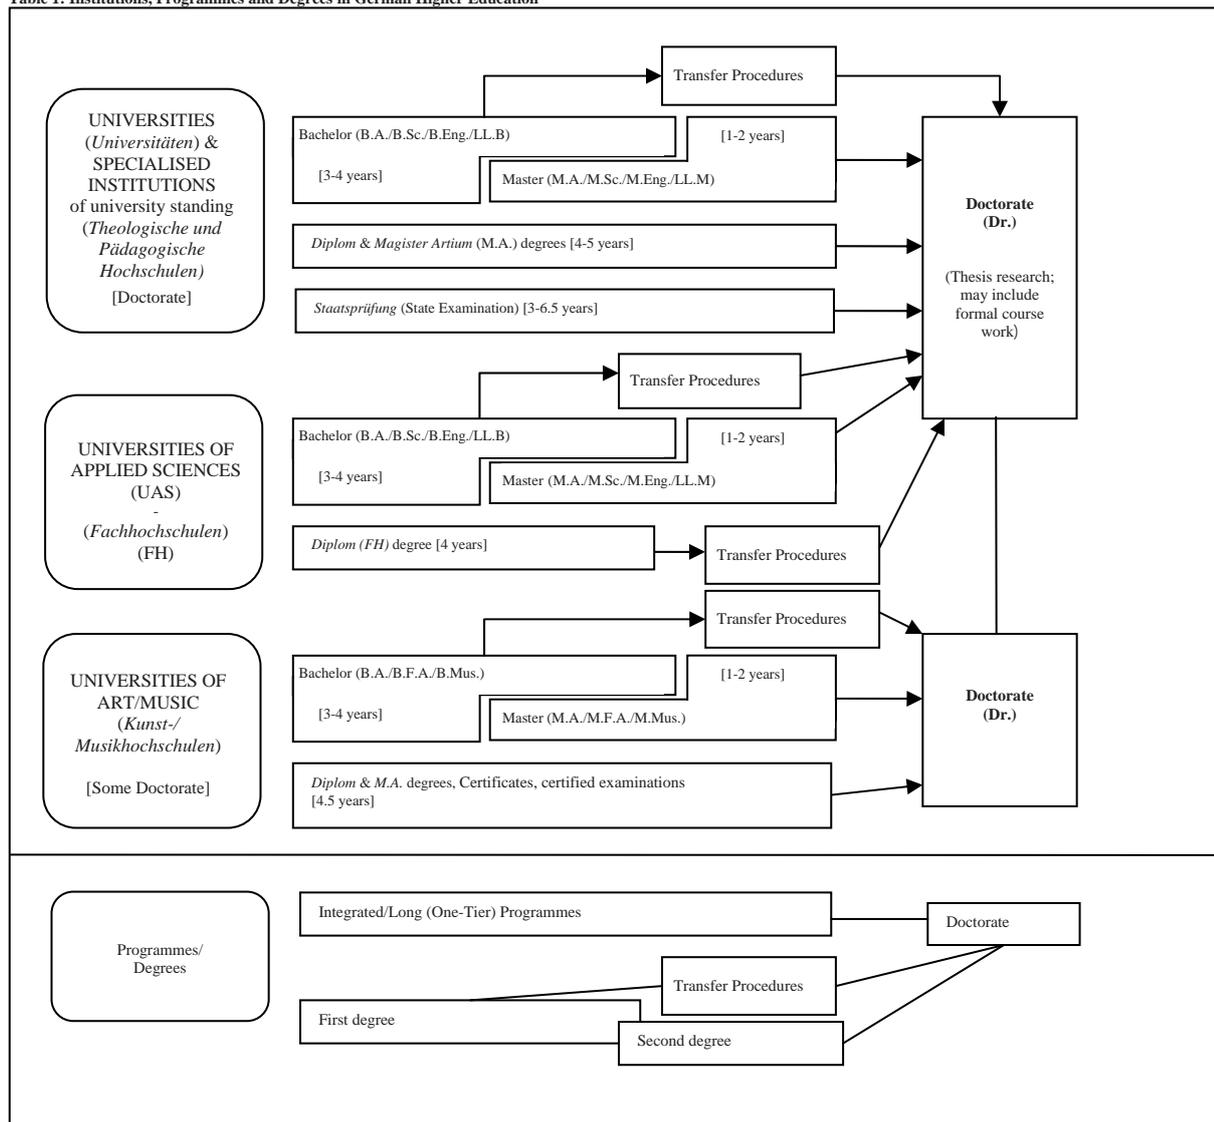 Table 1: Institutions, Programmes and Degrees in German Higher Education
Transfer Procedures
UNIVERSITIES
(Universitäten) &
SPECIALISED
INSTITUTIONS
of university standing
(Theologische und
Pädagogische
Hochschulen)
[Doctorate]
Bachelor (B.A./B.Sc./B.Eng./LL.B)
[3-4 years]
[1-2 years]
Master (M.A./M.Sc./M.Eng./LL.M)
Diplom & Magister Artium (M.A.) degrees [4-5 years]
Staatsprüfung (State Examination) [3-6.5 years]
Doctorate
(Dr.)
(Thesis research;
may include
formal course
work)
Transfer Procedures
UNIVERSITIES OF
APPLIED SCIENCES
(UAS)
-
(Fachhochschulen)
(FH)
Bachelor (B.A./B.Sc./B.Eng./LL.B)
[3-4 years]
[1-2 years]
Master (M.A./M.Sc./M.Eng./LL.M)
Diplom (FH) degree [4 years]
Transfer Procedures
Transfer Procedures
UNIVERSITIES OF
ART/MUSIC
(Kunst-/
Musikhochschulen)
[Some Doctorate]
Bachelor (B.A./B.F.A./B.Mus.)
[3-4 years]
[1-2 years]
Master (M.A./M.F.A./M.Mus.)
Diplom & M.A. degrees, Certificates, certified examinations
[4.5 years]
Doctorate
(Dr.)
Programmes/
Degrees
Integrated/Long (One-Tier) Programmes
Doctorate
Transfer Procedures
First degree
Second degree